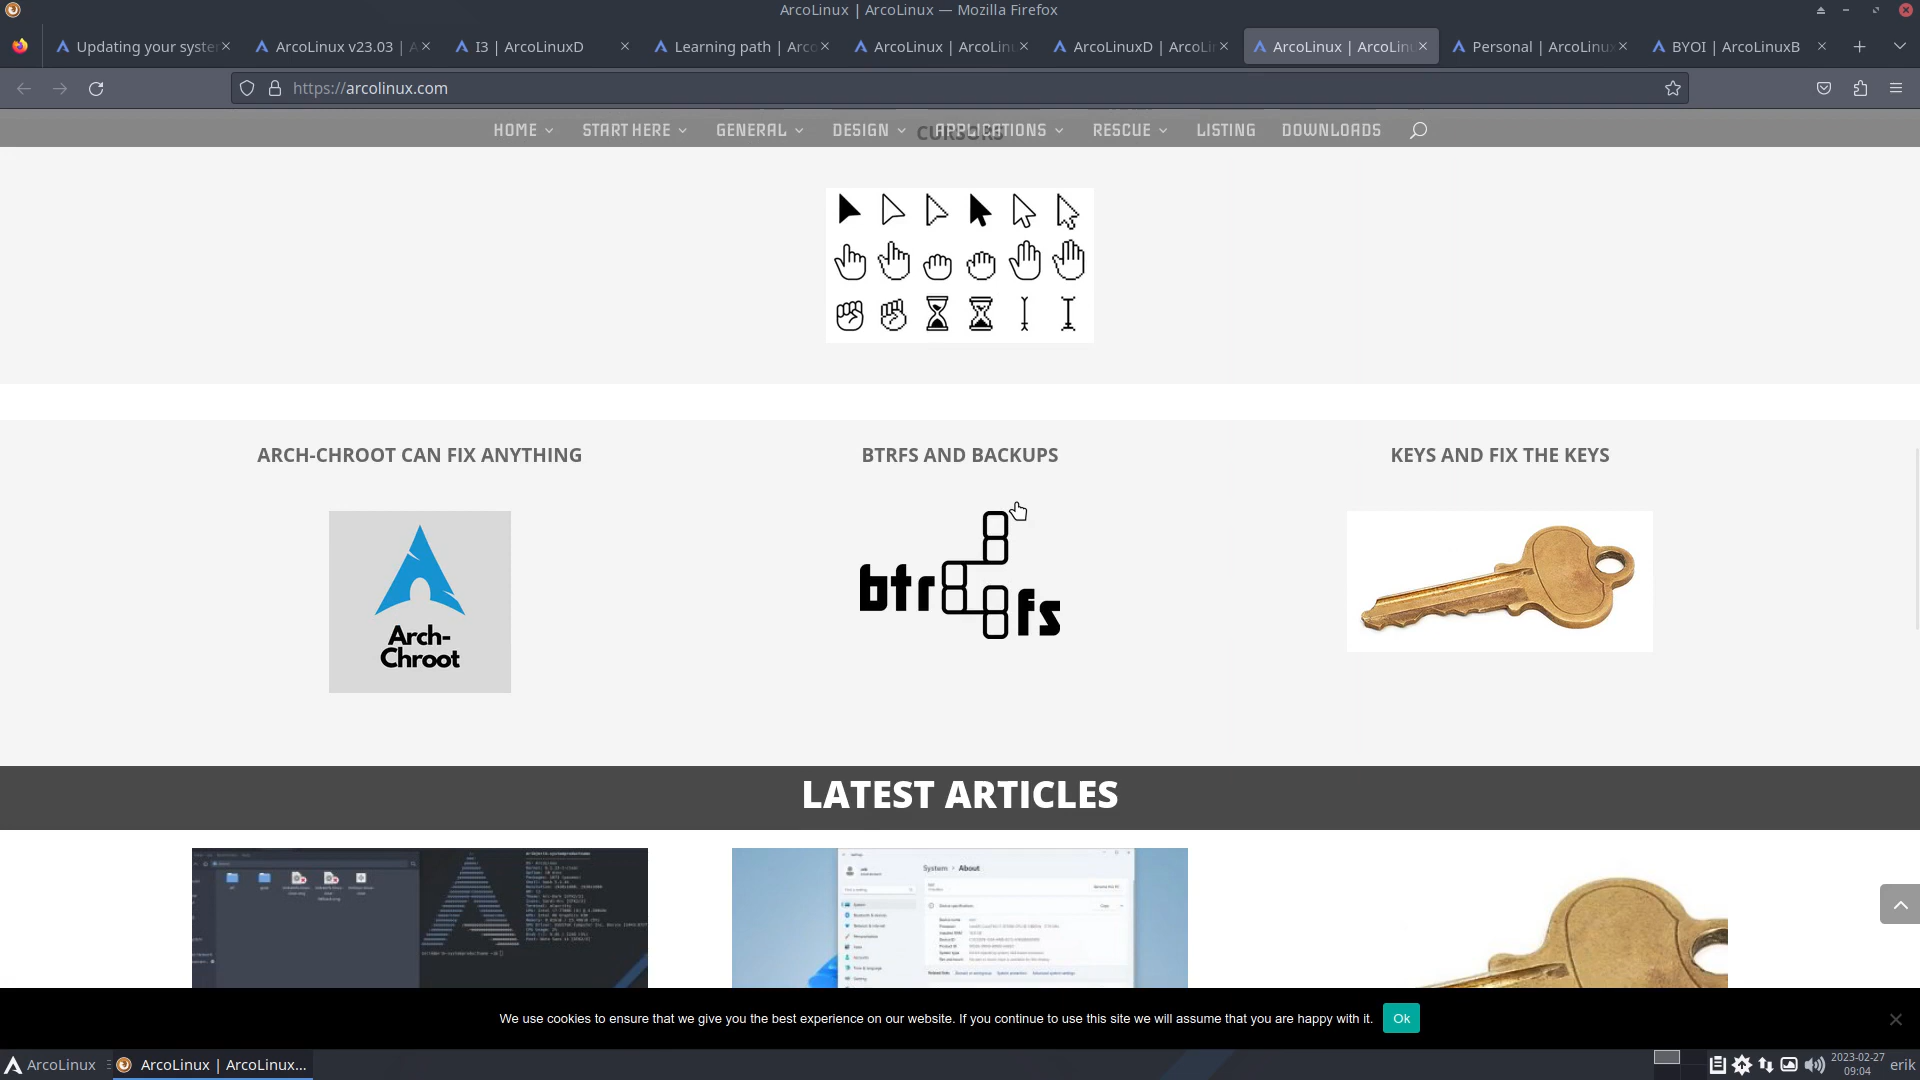 ArcoLinux | ArcoLinux — Mozilla Firefox
Updating your syste
ArcoLinux v23.03 | A
I3 | ArcoLinuxD
Learning path | Arco
ArcoLinux | ArcoLinu
ArcoLinuxD | ArcoLin
ArcoLinux | ArcoLinu
Personal | ArcoLinux
BYOI | ArcoLinuxB
https://arcolinux.com
HOME
START HERE
GENERAL
DESIGN
APPLICATIONS
RESCUE
LISTING
DOWNLOADS
CURSORS
ARCH-CHROOT CAN FIX ANYTHING
BTRFS AND BACKUPS
KEYS AND FIX THE KEYS
Arch-
Chroot
btrfs
LATEST ARTICLES
System > About
We use cookies to ensure that we give you the best experience on our website. If you continue to use this site we will assume that you are happy with it.
Ok
ArcoLinux
ArcoLinux | ArcoLinux...
2023-02-27
09:04
erik